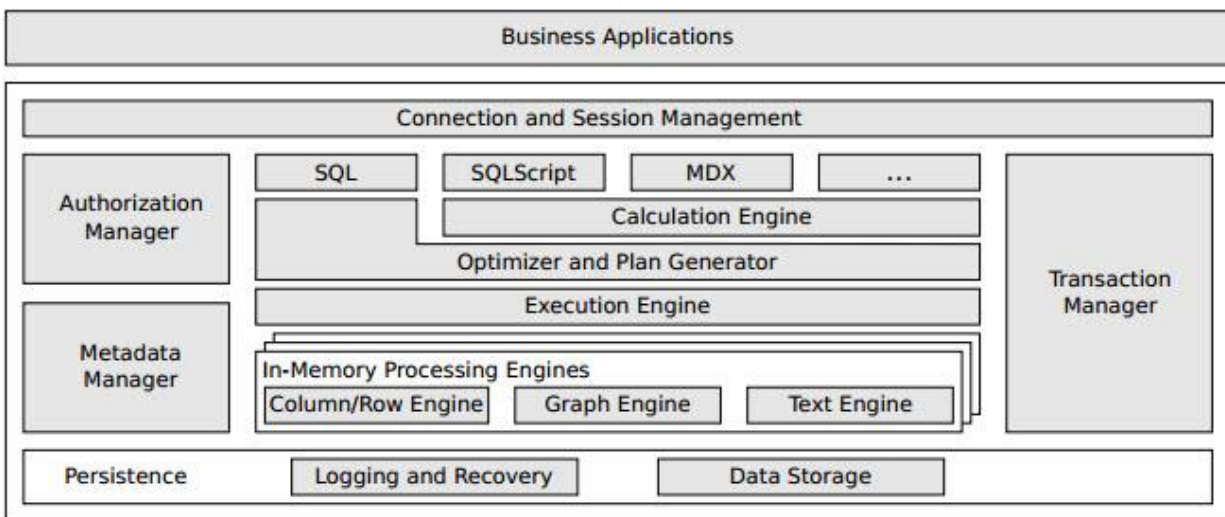 Business Applications
Connection and Session Management
Authorization
Manager
SQL
SQLScript
MDX
...
Calculation Engine
Optimizer and Plan Generator
Execution Engine
Transaction
Manager
Metadata
Manager
In-Memory Processing Engines
Column/Row Engine
Graph Engine
Text Engine
Persistence
Logging and Recovery
Data Storage